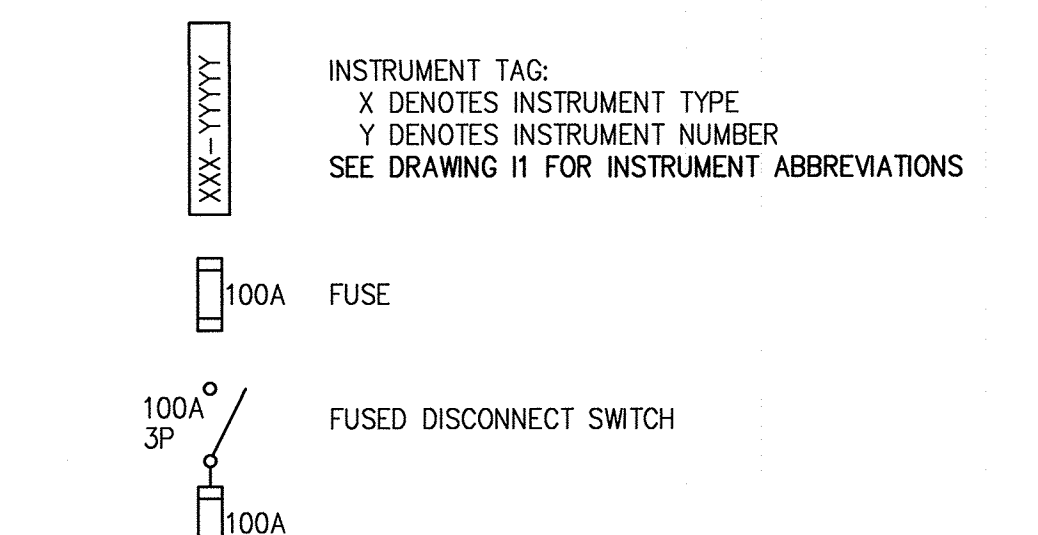 XXX-YYYYY
INSTRUMENT TAG:
X DENOTES INSTRUMENT TYPE
Y DENOTES INSTRUMENT NUMBER
SEE DRAWING I1 FOR INSTRUMENT ABBREVIATIONS
100A FUSE
100A
3P
FUSED DISCONNECT SWITCH
100A